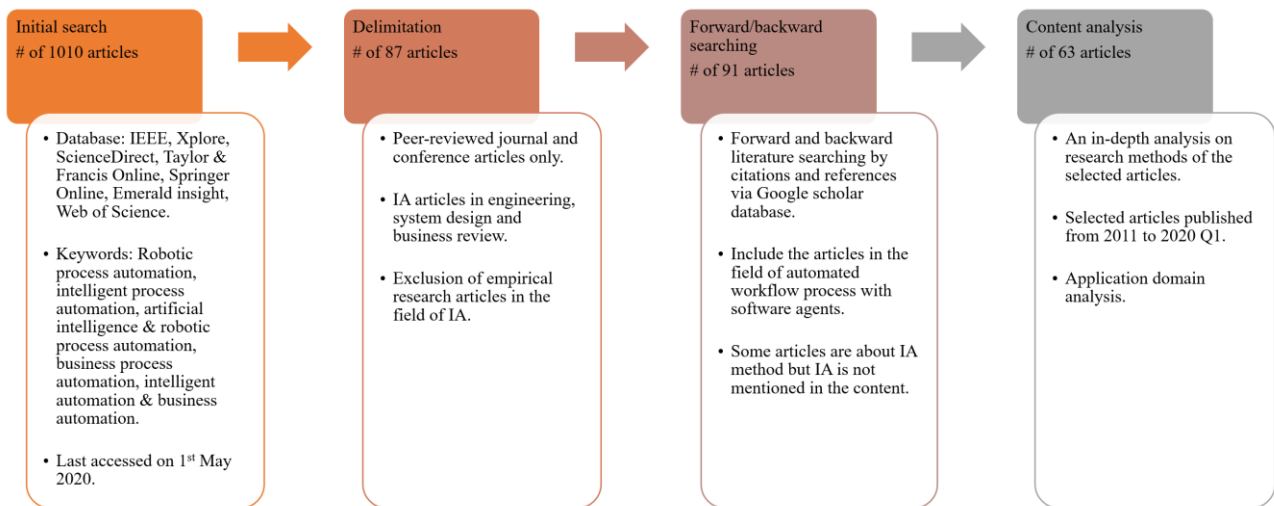 Initial search
# of 1010 articles
• Database: IEEE, Xplore,
ScienceDirect, Taylor &
Francis Online, Springer
Online, Emerald insight,
Web of Science.
• Keywords: Robotic
process automation,
intelligent process
automation, artificial
intelligence & robotic
process automation,
business process
automation, intelligent
automation & business
automation.
• Last accessed on 1st May
2020.
Delimitation
# of 87 articles
• Peer-reviewed journal and
conference articles only.
• IA articles in engineering,
system design and
business review.
• Exclusion of empirical
research articles in the
field of IA.
Forward/backward
searching
# of 91 articles
• Forward and backward
literature searching by
citations and references
via Google scholar
database.
• Include the articles in the
field of automated
workflow process with
software agents.
• Some articles are about IA
method but IA is not
mentioned in the content.
Content analysis
# of 63 articles
• An in-depth analysis on
research methods of the
selected articles.
• Selected articles published
from 2011 to 2020 Q1.
• Application domain
analysis.